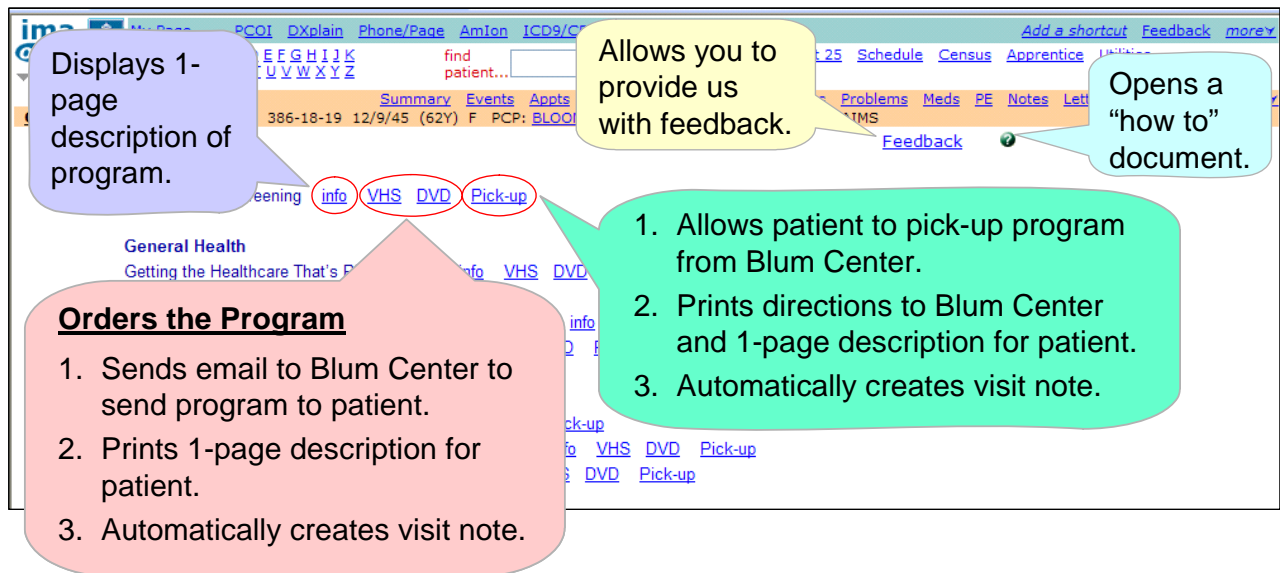 ima My Page PCOI DXplain Phone/Page AmIon Add a shortcut Feedback more
E F G H I J K find Schedule Census Apprentice
U V W X Y Z patient...
Summary Events Appts Problems Meds PE Notes
386-18-19 12/9/45 (62Y) F PCP:
Feedback
Displays 1-
page
description of
program.
Allows you to
provide us
with feedback.
Opens a
“how to”
document.
info VHS DVD Pick-up
General Health
Getting the Healthcare That's VHS DVD
info
1. Allows patient to pick-up program
from Blum Center.
2. Prints directions to Blum Center
and 1-page description for patient.
3. Automatically creates visit note.
Orders the Program
1. Sends email to Blum Center to
send program to patient.
2. Prints 1-page description for
patient.
3. Automatically creates visit note.
VHS DVD Pick-up
DVD Pick-up